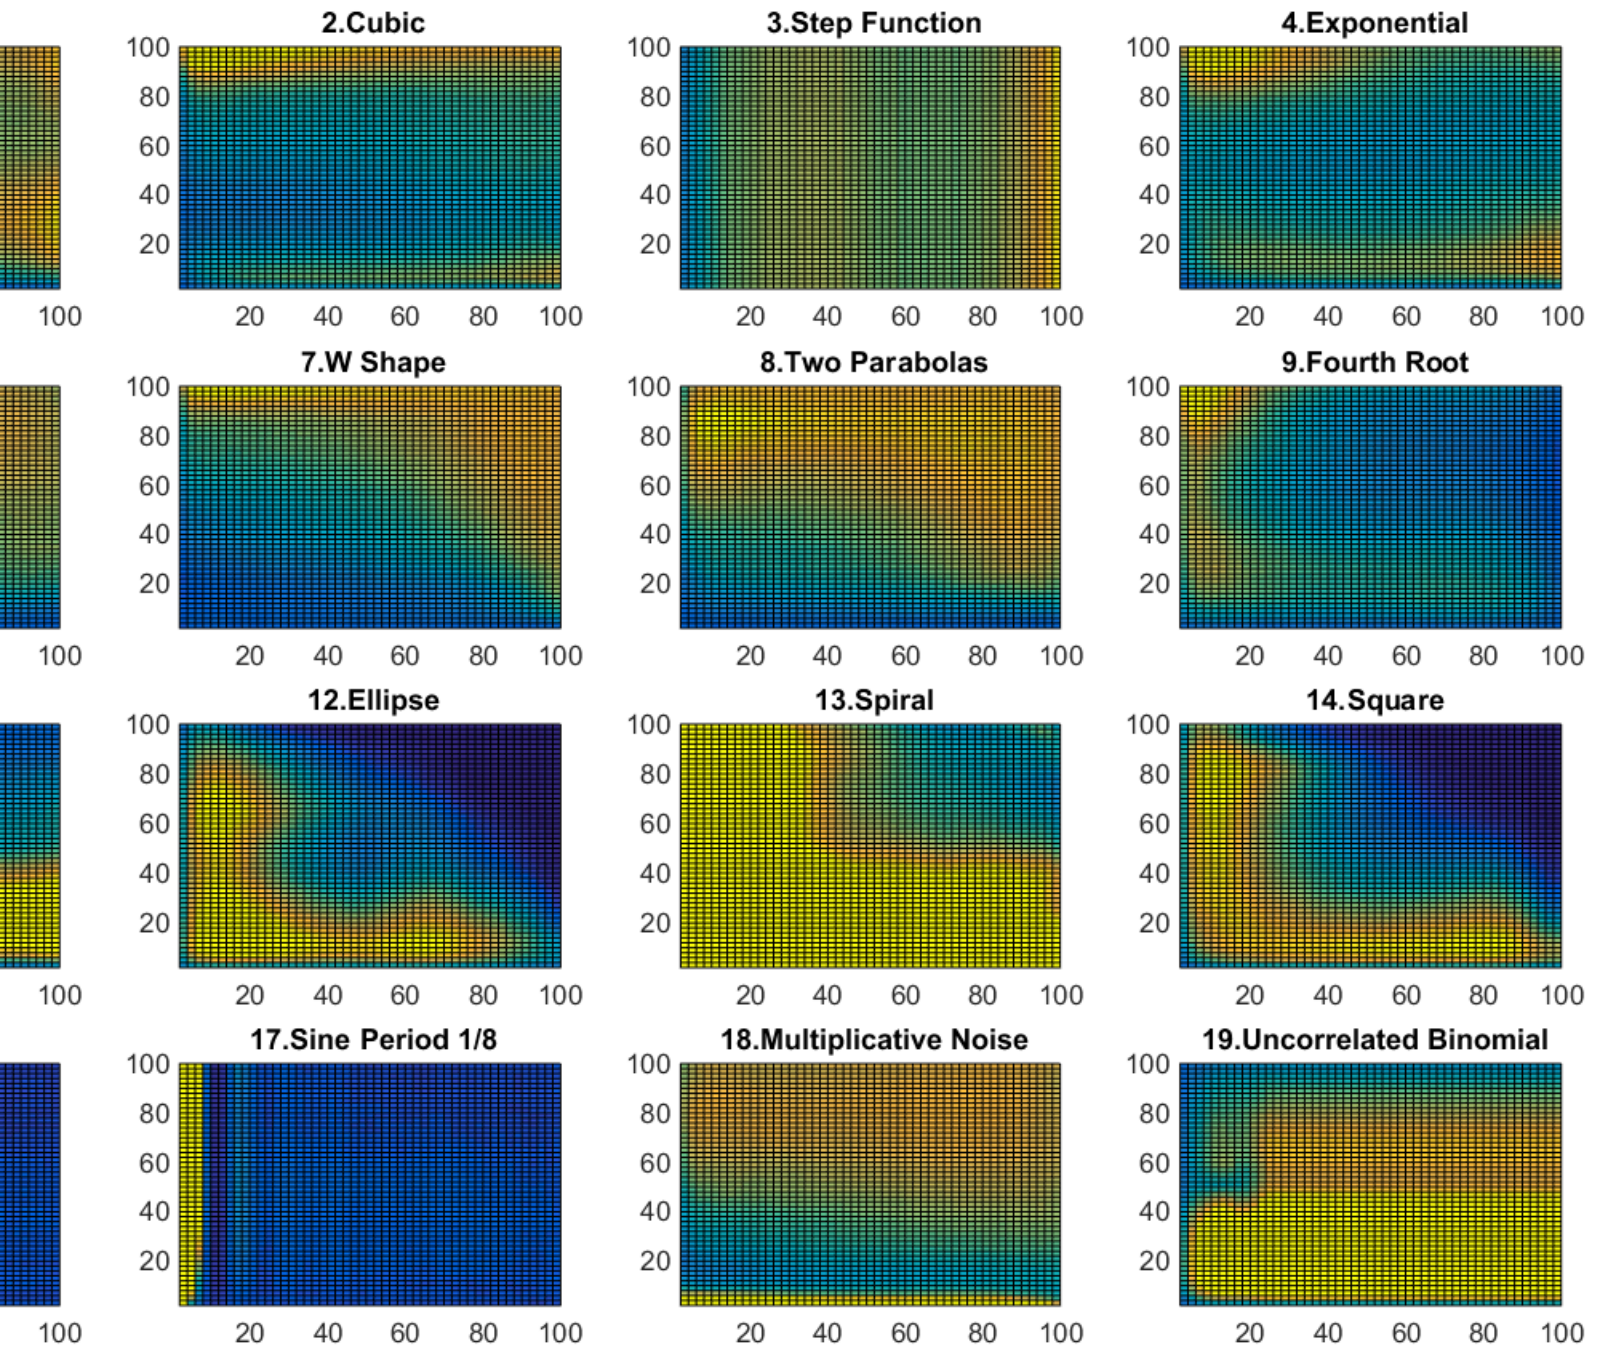 2.Cubic 3.Step Function 4.Exponential
100 100 100
80 80 80
60 60 60
40 40 40
20 20 20
100 20 40 60 80 100 20 40 60 80 100 20 40 60 80 100
7.W Shape 8.Two Parabolas 9.Fourth Root
100 100 100
80 80 80
60 60 60
40 40 40
20 20 20
100 20 40 60 80 100 20 40 60 80 100 20 40 60 80 100
12.Ellipse 13.Spiral 14.Square
100 100 100
80 80 80
60 60 60
40 40 40
20 20 20
100 20 40 60 80 100 20 40 60 80 100 20 40 60 80 100
17.Sine Period 1/8 18.Multiplicative Noise 19.Uncorrelated Binomial
100 100 100
80 80 80
60 60 60
40 40 40
20 20 20
100 20 40 60 80 100 20 40 60 80 100 20 40 60 80 100